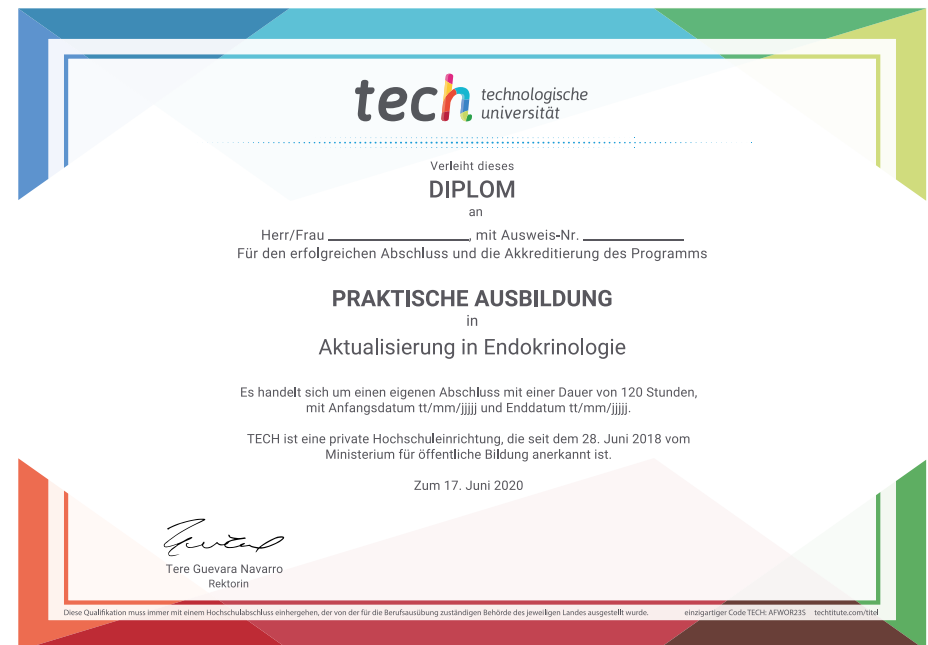 tech technologische
universität
Verleiht dieses
DIPLOM
an
Herr/Frau ____________________, mit Ausweis-Nr. ______________
Für den erfolgreichen Abschluss und die Akkreditierung des Programms
PRAKTISCHE AUSBILDUNG
in
Aktualisierung in Endokrinologie
Es handelt sich um einen eigenen Abschluss mit einer Dauer von 120 Stunden,
mit Anfangsdatum tt/mm/jjjjj und Enddatum tt/mm/jjjjj.
TECH ist eine private Hochschuleinrichtung, die seit dem 28. Juni 2018 vom
Ministerium für öffentliche Bildung anerkannt ist.
Zum 17. Juni 2020
Tere Guevara Navarro
Rektorin
Diese Qualifikation muss immer mit einem Hochschulabschluss einhergehen, der von der für die Berufsausübung zuständigen Behörde des jeweiligen Landes ausgestellt wurde. einzigartiger Code TECH: AFWOR23S techtitute.com/titel